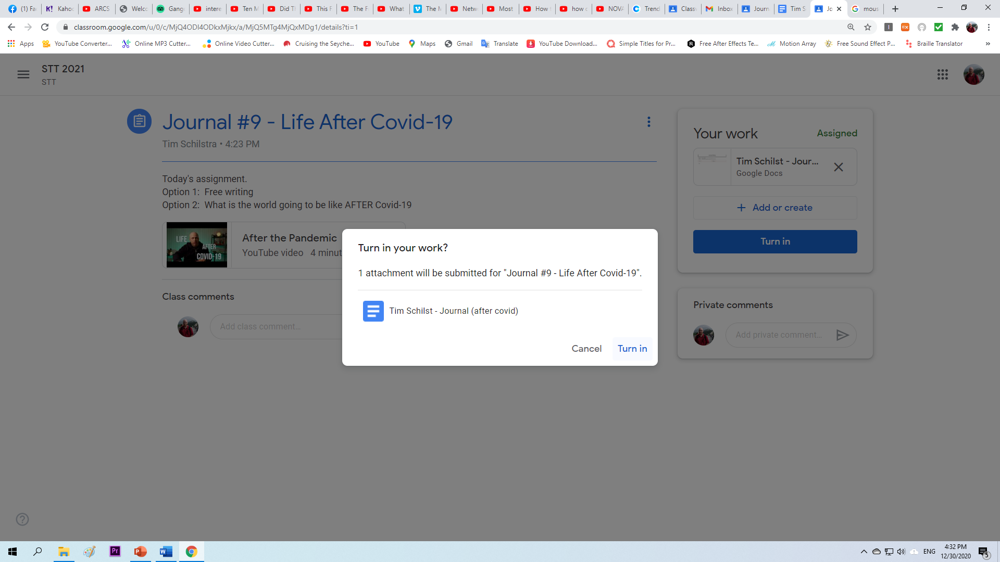 (1) Fa
Kahoo
ARCS
Welco
Gang
intere
Ten M
Did T
This F
The F
What
The M
Netw
Most
How t
how c
NOVA
Trend
Class
Inbox
Journ
Tim S
Jo
mous
classroom.google.com/u/0/c/MjQ4ODI4ODkxMjkx/a/MjQ5MTg4MjQxMDg1/details?ti=1
Apps
YouTube Converter...
Online MP3 Cutter...
Online Video Cutter...
Cruising the Seyche...
YouTube
Maps
Gmail
Translate
YouTube Download...
Simple Titles for Pr...
Free After Effects Te...
Motion Array
Free Sound Effect P...
Braille Translator
STT 2021
STT
Journal #9 - Life After Covid-19
Tim Schilstra • 4:23 PM
Today's assignment.
Option 1: Free writing
Option 2: What is the world going to be like AFTER Covid-19
LIFE
AFTER
COVID-19
After the Pandemic
YouTube video 4 minut
Class comments
Add class comment...
Your work
Assigned
Tim Schilst - Jour...
Google Docs
+ Add or create
Turn in
Private comments
Add private comment...
Turn in your work?
1 attachment will be submitted for "Journal #9 - Life After Covid-19".
Tim Schilst - Journal (after covid)
Cancel
Turn in
ENG
4:32 PM
12/30/2020
5